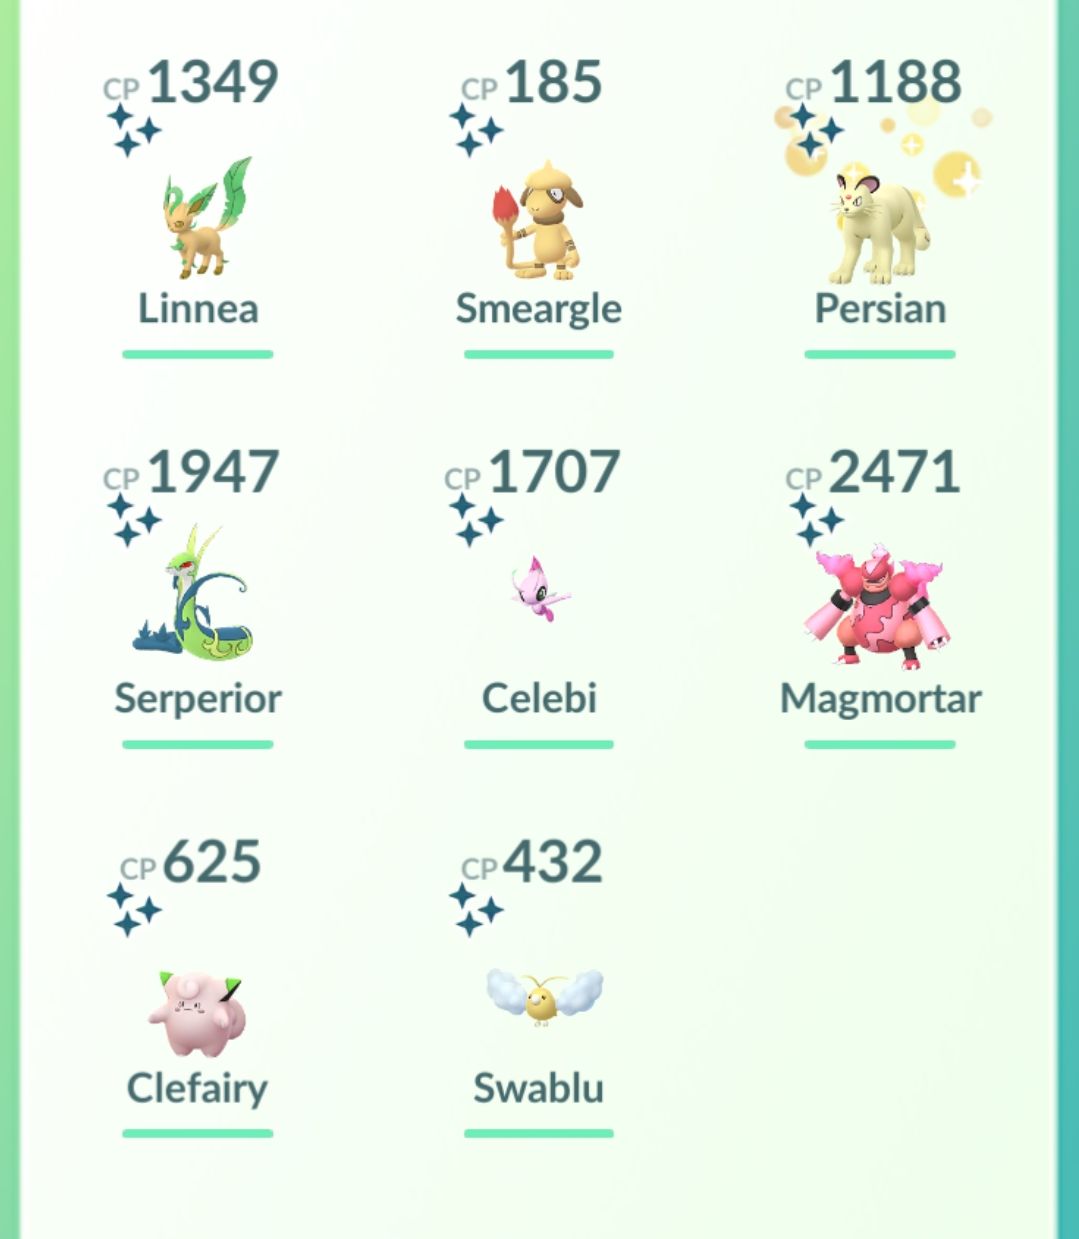 CP 1349
CP 185
CP 1188
Linnea
Smeargle
Persian
CP 1947
CP 1707
CP 2471
Serperior
Celebi
Magmortar
CP 625
CP 432
Clefairy
Swablu